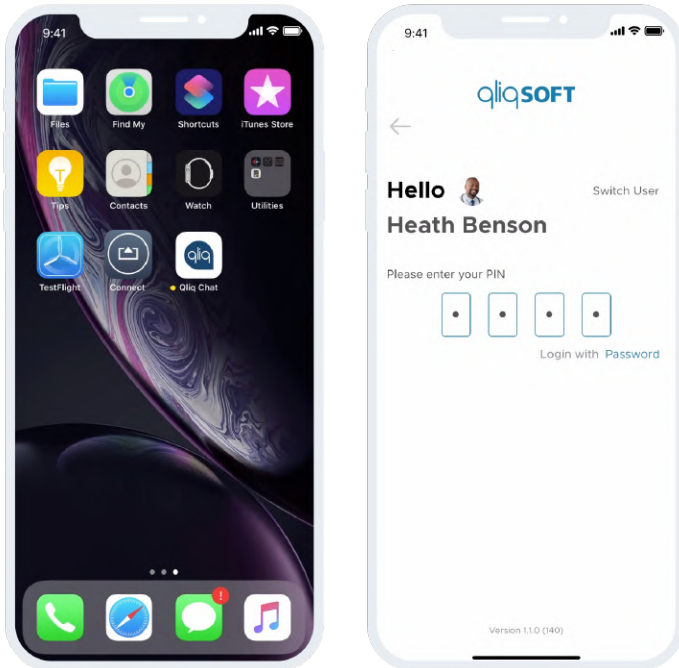 9:41
Files
Find My
Shortcuts
iTunes Store
Tips
Contacts
Watch
Utilities
qliq
TestFlight
Connect
Qliq Chat
!
9:41
qliqSOFT
Hello
Switch User
Heath Benson
Please enter your PIN
Login with Password
Version 1.1.0 (140)